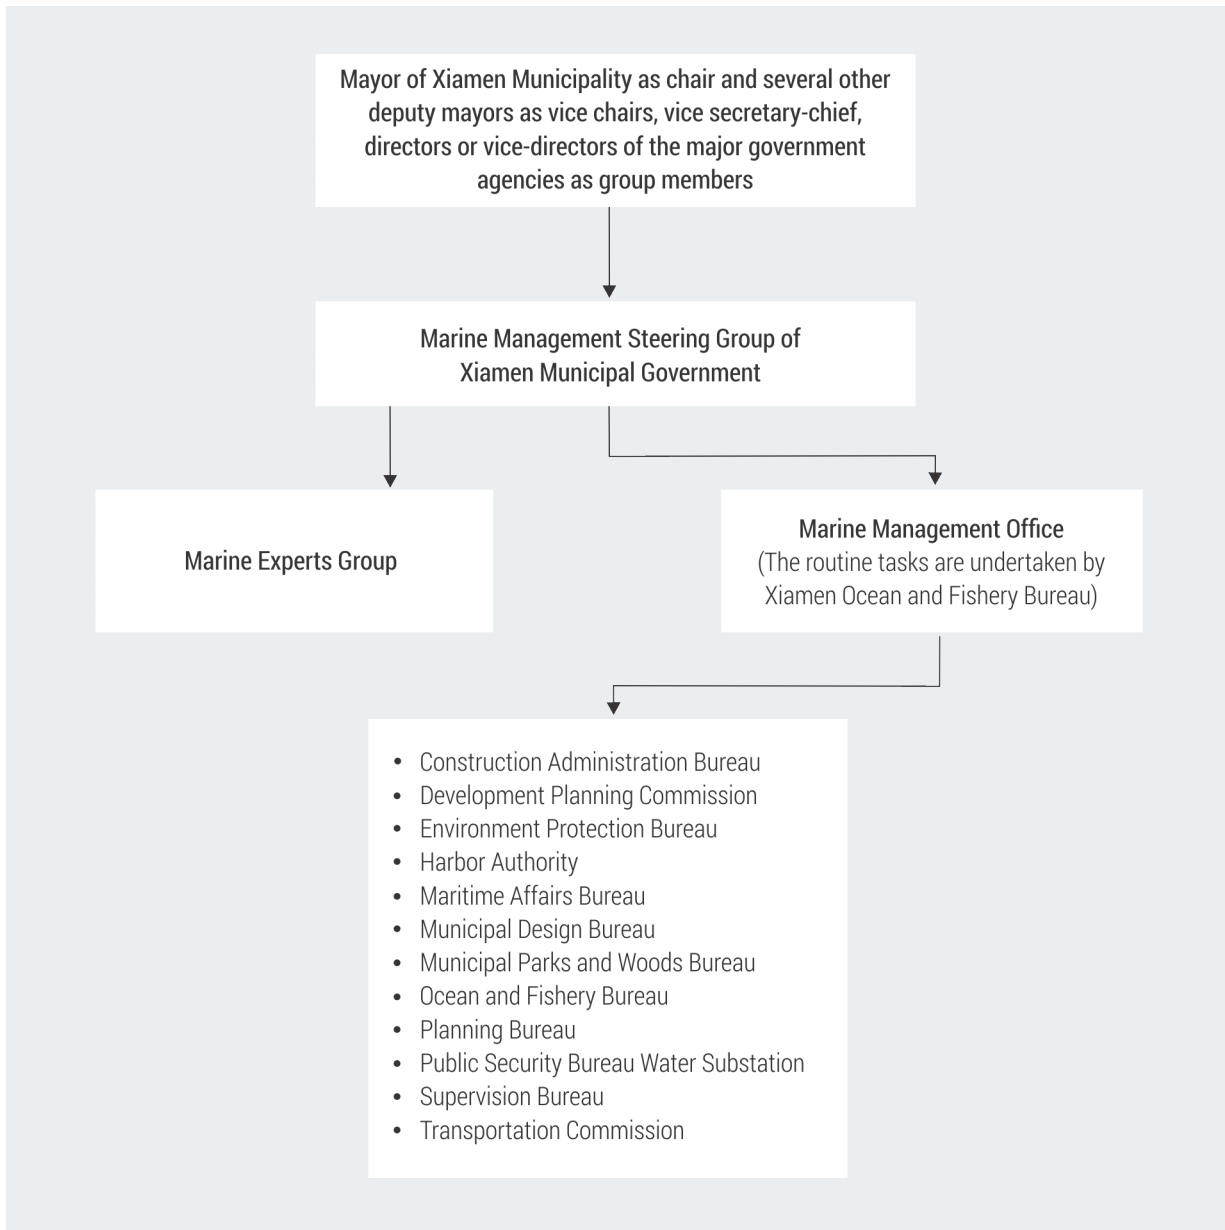 Mayor of Xiamen Municipality as chair and several other
deputy mayors as vice chairs, vice secretary-chief,
directors or vice-directors of the major government
agencies as group members
Marine Management Steering Group of
Xiamen Municipal Government
Marine Experts Group
Marine Management Office
(The routine tasks are undertaken by
Xiamen Ocean and Fishery Bureau)
• Construction Administration Bureau
• Development Planning Commission
• Environment Protection Bureau
• Harbor Authority
• Maritime Affairs Bureau
• Municipal Design Bureau
• Municipal Parks and Woods Bureau
• Ocean and Fishery Bureau
• Planning Bureau
• Public Security Bureau Water Substation
• Supervision Bureau
• Transportation Commission